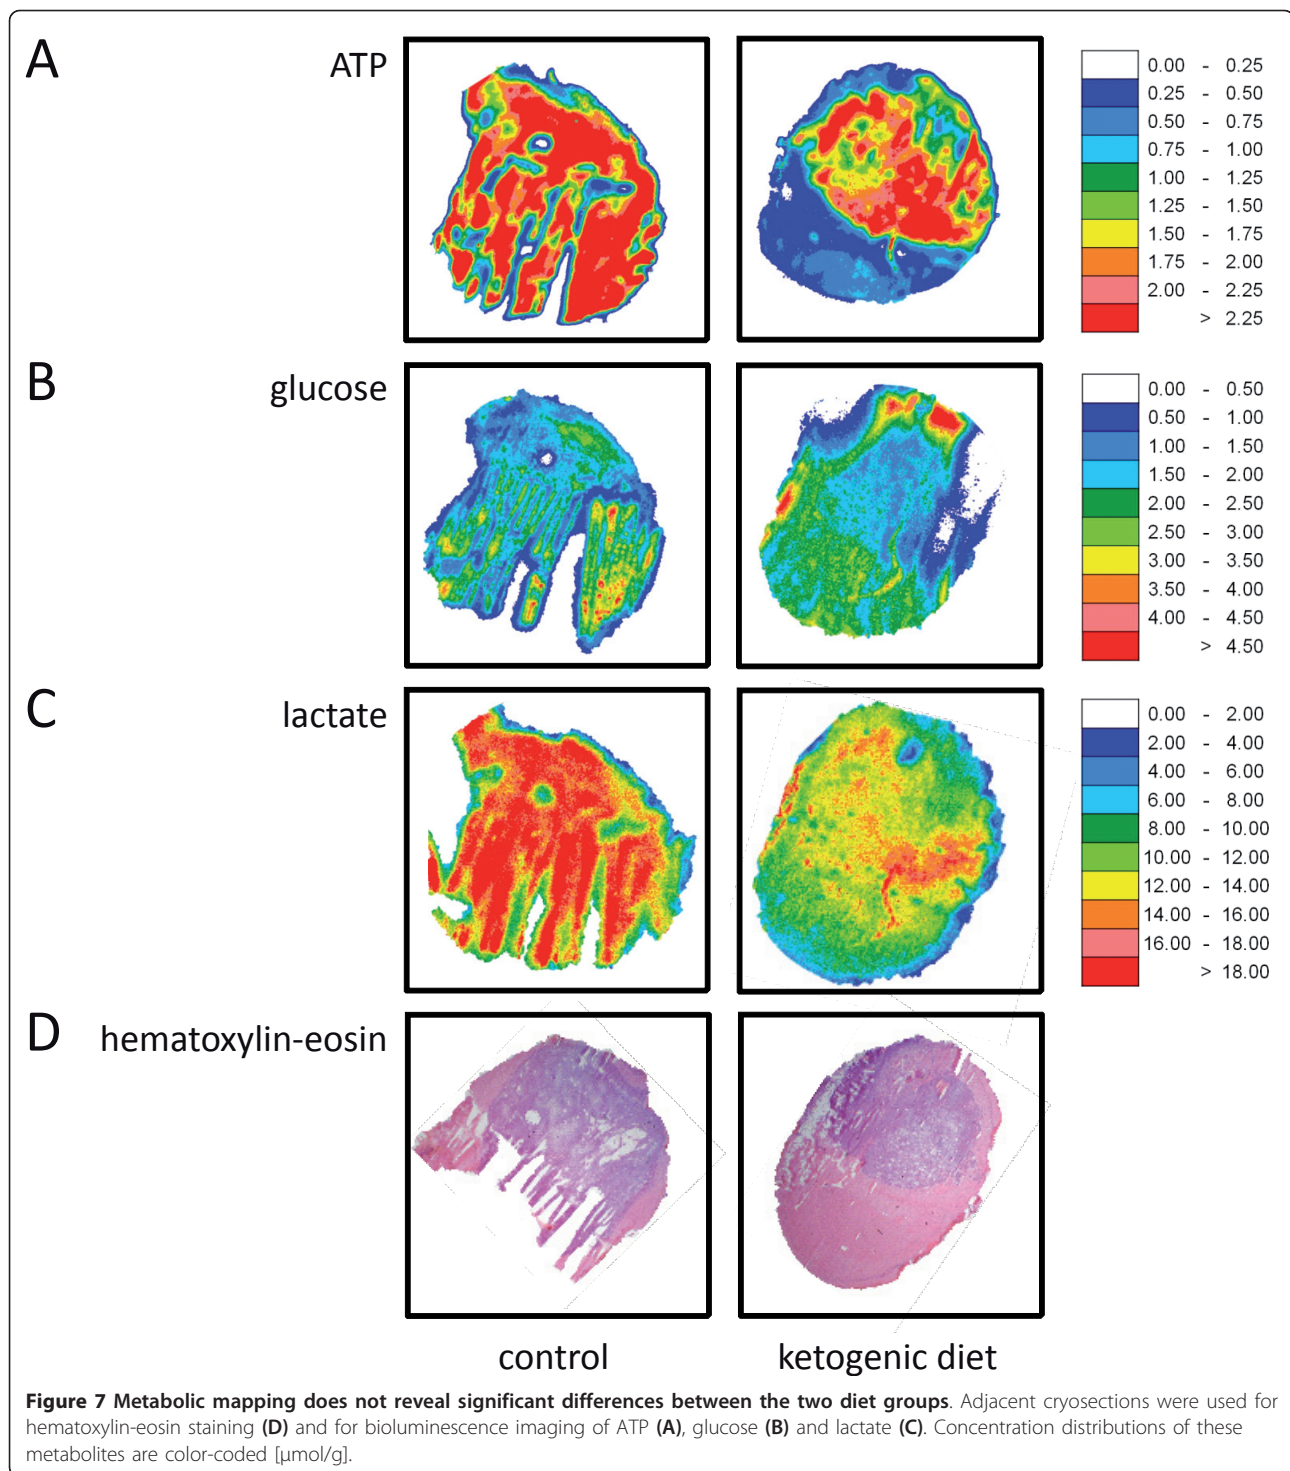 A ATP
0.00 - 0.25
0.25 - 0.50
0.50 - 0.75
0.75 - 1.00
1.00 - 1.25
1.25 - 1.50
1.50 - 1.75
1.75 - 2.00
2.00 - 2.25
> 2.25
B glucose
0.00 - 0.50
0.50 - 1.00
1.00 - 1.50
1.50 - 2.00
2.00 - 2.50
2.50 - 3.00
3.00 - 3.50
3.50 - 4.00
4.00 - 4.50
> 4.50
C lactate
0.00 - 2.00
2.00 - 4.00
4.00 - 6.00
6.00 - 8.00
8.00 - 10.00
10.00 - 12.00
12.00 - 14.00
14.00 - 16.00
16.00 - 18.00
> 18.00
D hematoxylin-eosin
control ketogenic diet
Figure 7 Metabolic mapping does not reveal significant differences between the two diet groups. Adjacent cryosections were used for
hematoxylin-eosin staining (D) and for bioluminescence imaging of ATP (A), glucose (B) and lactate (C). Concentration distributions of these
metabolites are color-coded [μmol/g].